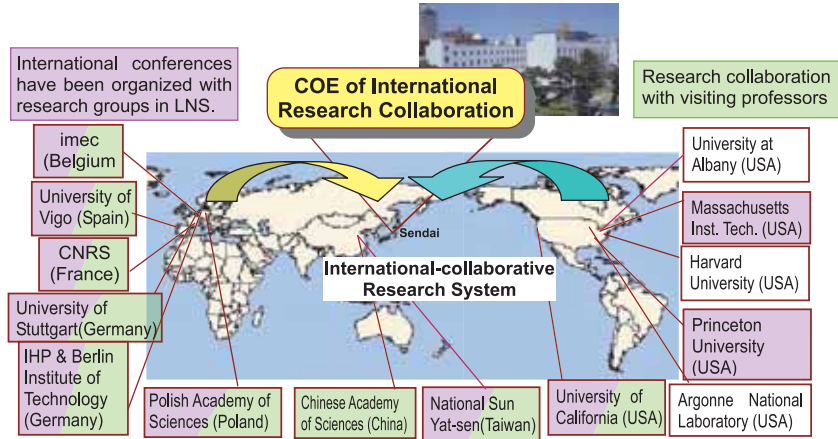 International conferences
have been organized with
research groups in LNS.
COE of International
Research Collaboration
Research collaboration
with visiting professors
imec
(Belgium
University of
Vigo (Spain)
CNRS
(France)
University of
Stuttgart(Germany)
IHP & Berlin
Institute of
Technology
(Germany)
Sendai
International-collaborative
Research System
University at
Albany (USA)
Massachusetts
Inst. Tech. (USA)
Harvard
University (USA)
Princeton
University
(USA)
Argonne National
Laboratory (USA)
Polish Academy of
Sciences (Poland)
Chinese Academy
of Sciences (China)
National Sun
Yat-sen(Taiwan)
University of
California (USA)